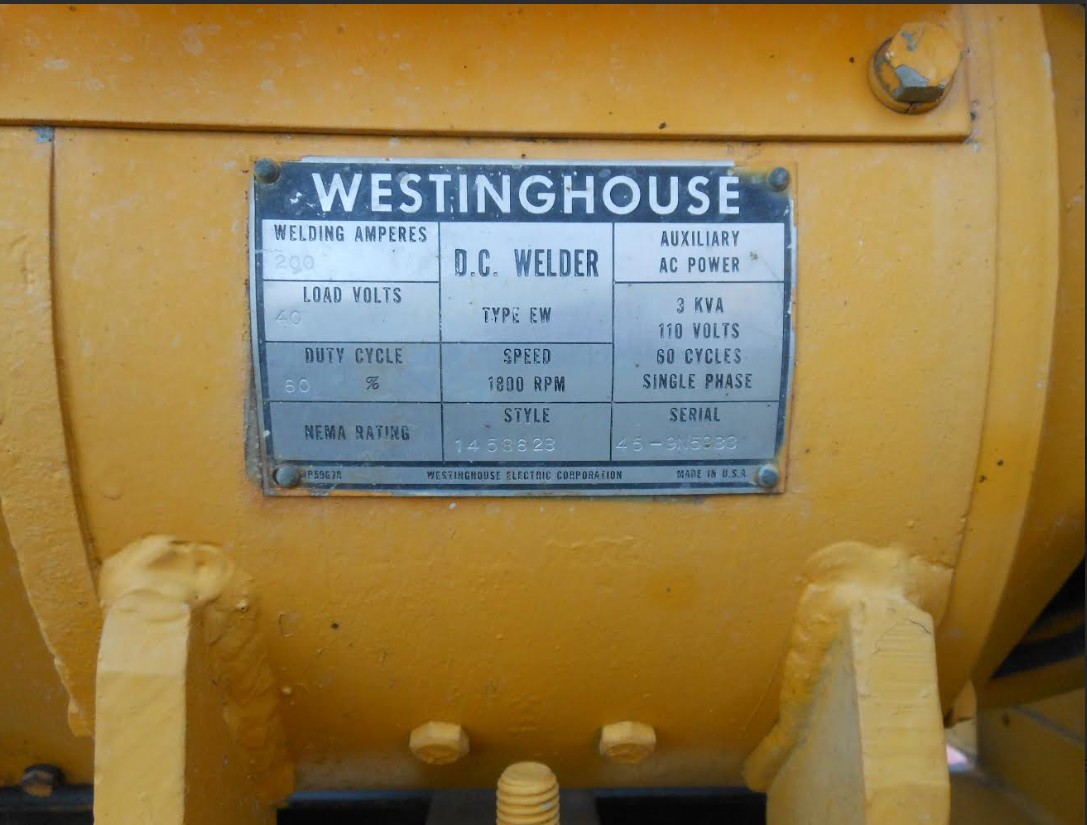 WESTINGHOUSE
WELDING AMPERES
200
LOAD VOLTS
40
DUTY CYCLE
60 %
NEMA RATING
D.C. WELDER
TYPE EW
SPEED
1800 RPM
STYLE
AUXILIARY
AC POWER
3 KVA
110 VOLTS
60 CYCLES
SINGLE PHASE
SERIAL
WESTINGHOUSE ELECTRIC CORPORATION
MADE IN U.S.A.